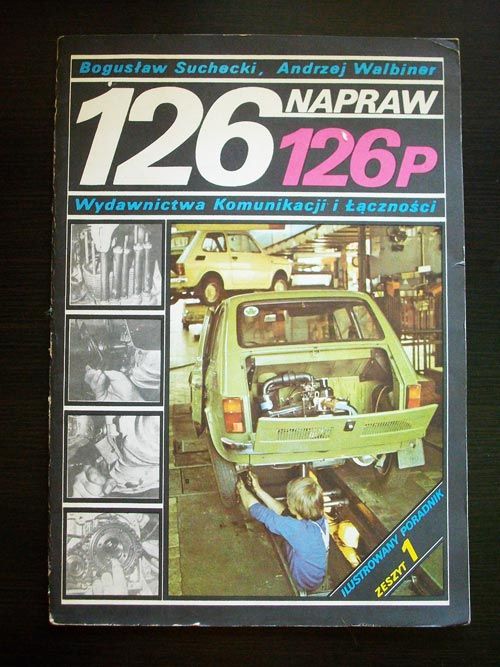 Bogusław Suchecki, Andrzej Walbiner
126 NAPRAW
126P
Wydawnictwa Komunikacji i Łączności
ILUSTROWANY PORADNIK
ZESZYT 1